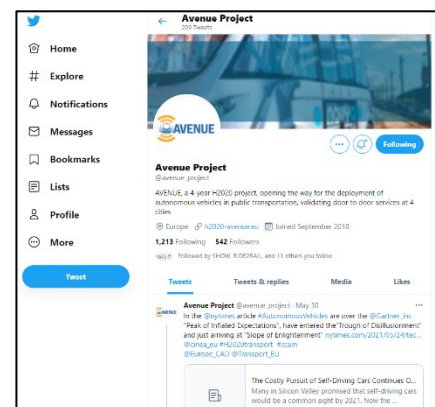 Avenue Project
289 Tweets
Home
Explore
Notifications
Messages
Bookmarks
Lists
Profile
More
Tweet
AVENUE
Following
Avenue Project
@avenue_project
AVENUE, a 4-year H2020 project, opening the way for the deployment of
autonomous vehicles in public transportation, validating door to door services at 4
cities
Europe h2020-avenue.eu Joined September 2018
1,213 Following 542 Followers
Followed by SHOW, RIDE2RAIL, and 11 others you follow
Tweets Tweets & replies Media Likes
Avenue Project @avenue_project · May 30
In the @nytimes article #AutonomousVehicles are over the @Gartner_inc
"Peak of Inflated Expectations", have entered the"Trough of Disillusionment"
and just arriving at "Slope of Enlightenment" nytimes.com/2021/05/24/tec...
@cinea_eu #H2020transport #ccam
@Europe_CAD @Transport_EU
The Costly Pursuit of Self-Driving Cars Continues O...
Many in Silicon Valley promised that self-driving cars
would be a common sight by 2021. Now the ...